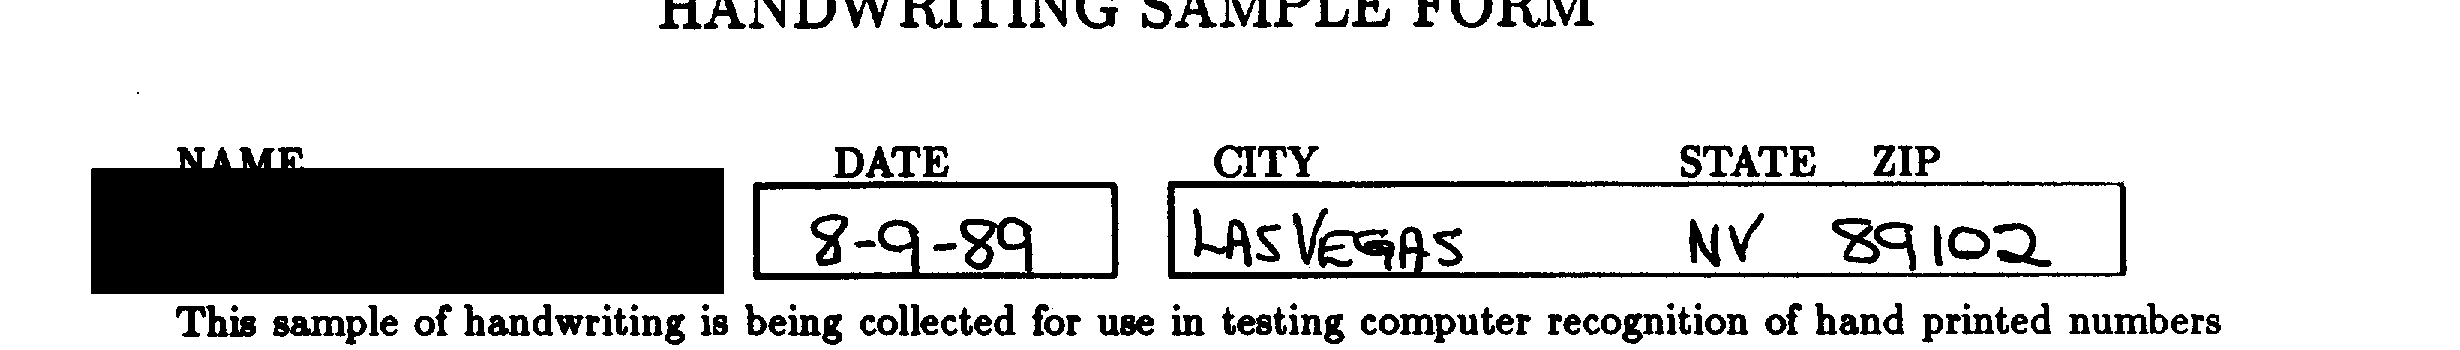 HANDWRITING SAMPLE FORM
NAME DATE CITY STATE ZIP
8-9-89 LAS VEGAS NV 89102
This sample of handwriting is being collected for use in testing computer recognition of hand printed numbers